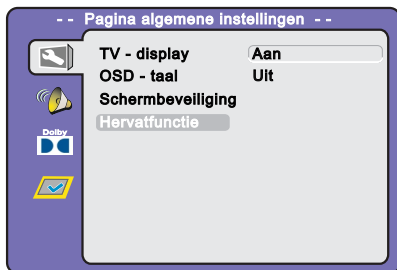 - - Pagina algemene instellingen - -
TV - display Aan
OSD - taal Uit
Schermbeveiliging
Hervatfunctie
Dolby